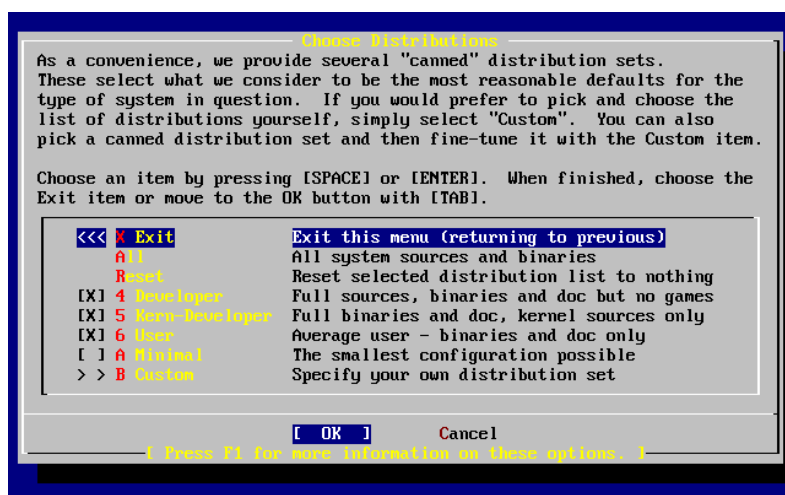 Choose Distributions
As a convenience, we provide several "canned" distribution sets.
These select what we consider to be the most reasonable defaults for the
type of system in question.  If you would prefer to pick and choose the
list of distributions yourself, simply select "Custom".  You can also
pick a canned distribution set and then fine-tune it with the Custom item.
Choose an item by pressing [SPACE] or [ENTER].  When finished, choose the
Exit item or move to the OK button with [TAB].
<<< X Exit Exit this menu (returning to previous)
All All system sources and binaries
Reset Reset selected distribution list to nothing
[X] 4 Developer Full sources, binaries and doc but no games
[X] 5 Kern-Developer Full binaries and doc, kernel sources only
[X] 6 User Average user - binaries and doc only
[ ] A Minimal The smallest configuration possible
> > B Custom Specify your own distribution set
[ OK ] Cancel
[ Press F1 for more information on these options. ]